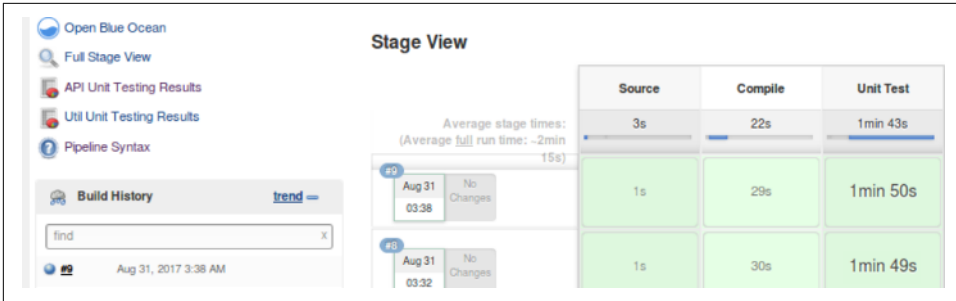 Open Blue Ocean
Full Stage View
API Unit Testing Results
Util Unit Testing Results
Pipeline Syntax
Build History trend
find x
#9 Aug 31, 2017 3:38 AM
Stage View
Source Compile Unit Test
Average stage times:
(Average full run time: ~2min
15s)
3s 22s 1min 43s
#9
Aug 31
03:38
No
Changes
1s 29s 1min 50s
#8
Aug 31
03:32
No
Changes
1s 30s 1min 49s